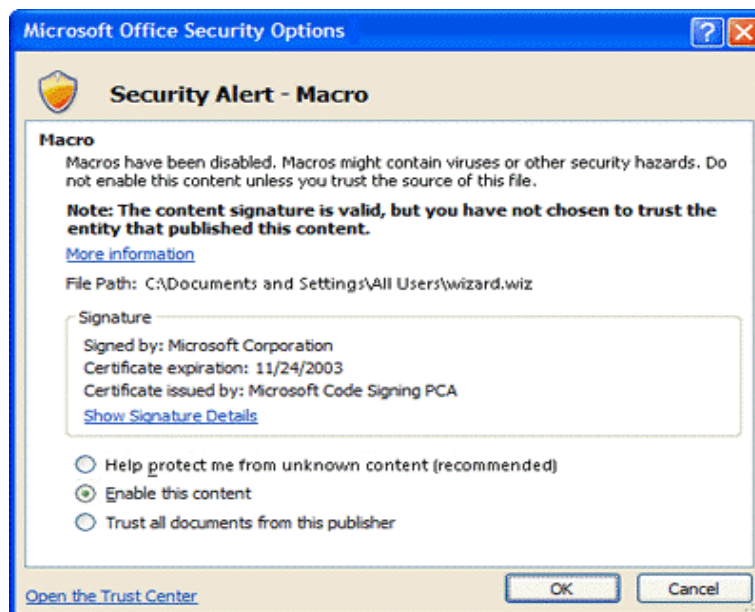 Microsoft Office Security Options
Security Alert - Macro
Macro
Macros have been disabled. Macros might contain viruses or other security hazards. Do
not enable this content unless you trust the source of this file.
Note: The content signature is valid, but you have not chosen to trust the
entity that published this content.
More information
File Path: C:\Documents and Settings\All Users\wizard.wiz
Signature
Signed by: Microsoft Corporation
Certificate expiration: 11/24/2003
Certificate issued by: Microsoft Code Signing PCA
Show Signature Details
Help protect me from unknown content (recommended)
Enable this content
Trust all documents from this publisher
Open the Trust Center
OK
Cancel